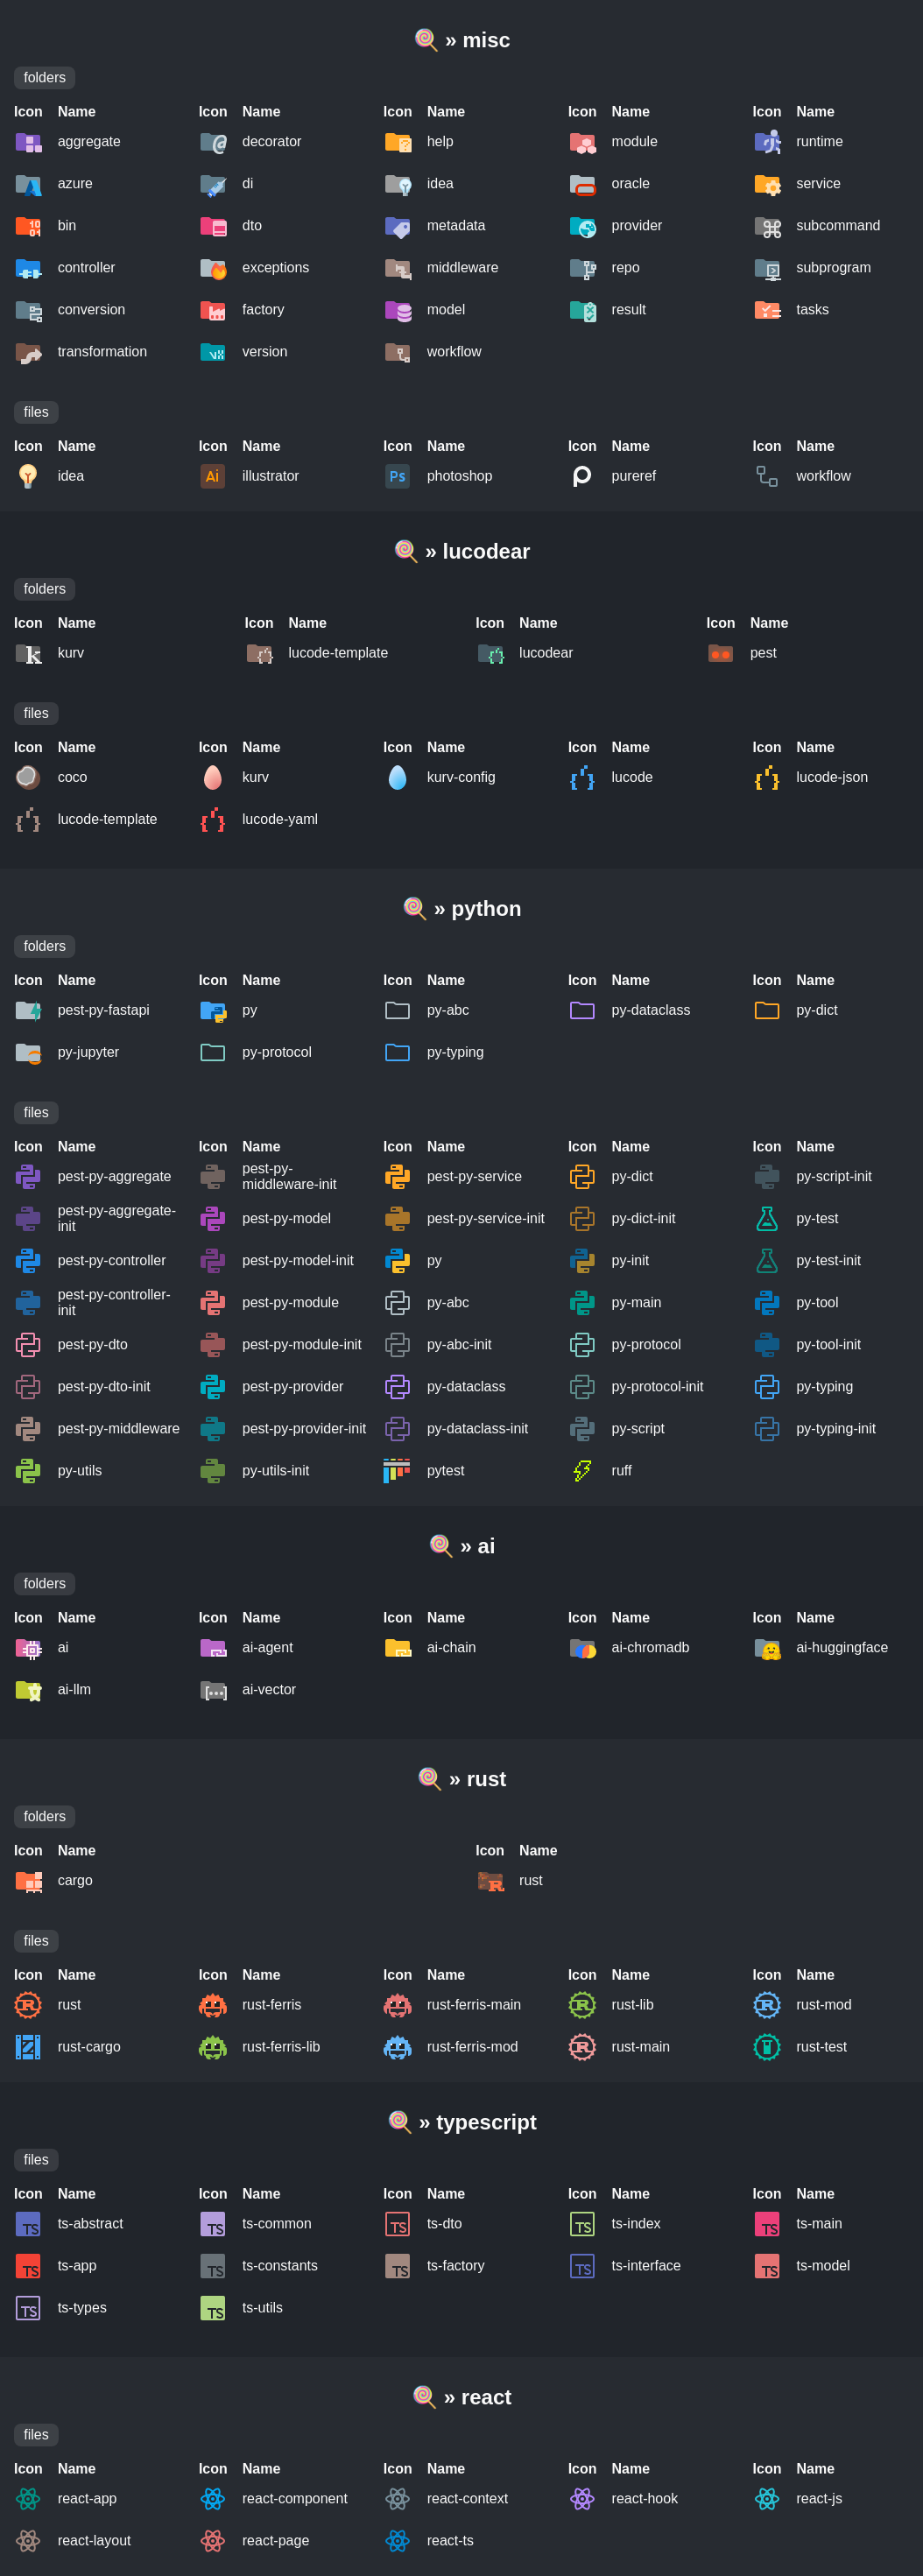 » misc
folders
Icon Name Icon Name Icon Name Icon Name Icon Name
aggregate decorator help module runtime
azure di idea oracle service
bin dto metadata provider subcommand
controller exceptions middleware repo subprogram
conversion factory model result tasks
transformation version workflow
files
Icon Name Icon Name Icon Name Icon Name Icon Name
idea Ai illustrator Ps photoshop pureref workflow
» lucodear
folders
Icon Name Icon Name Icon Name Icon Name
k kurv lucode-template lucodear pest
files
Icon Name Icon Name Icon Name Icon Name Icon Name
coco kurv kurv-config lucode lucode-json
lucode-template lucode-yaml
» python
folders
Icon Name Icon Name Icon Name Icon Name Icon Name
pest-py-fastapi py py-abc py-dataclass py-dict
py-jupyter py-protocol py-typing
files
Icon Name Icon Name Icon Name Icon Name Icon Name
pest-py-aggregate pest-py-middleware-init pest-py-service py-dict py-script-init
pest-py-aggregate-init pest-py-model pest-py-service-init py-dict-init py-test
pest-py-controller pest-py-model-init py py-init py-test-init
pest-py-controller-init pest-py-module py-abc py-main py-tool
pest-py-dto pest-py-module-init py-abc-init py-protocol py-tool-init
pest-py-dto-init pest-py-provider py-dataclass py-protocol-init py-typing
pest-py-middleware pest-py-provider-init py-dataclass-init py-script py-typing-init
py-utils py-utils-init pytest ruff
» ai
folders
Icon Name Icon Name Icon Name Icon Name Icon Name
ai ai-agent ai-chain ai-chromadb ai-huggingface
ai-llm ai-vector
» rust
folders
Icon Name Icon Name
cargo R rust
files
Icon Name Icon Name Icon Name Icon Name Icon Name
R rust rust-ferris rust-ferris-main R rust-lib R rust-mod
rust-cargo rust-ferris-lib rust-ferris-mod R rust-main rust-test
» typescript
files
Icon Name Icon Name Icon Name Icon Name Icon Name
TS ts-abstract TS ts-common TS ts-dto TS ts-index TS ts-main
TS ts-app TS ts-constants TS ts-factory TS ts-interface TS ts-model
TS ts-types TS ts-utils
» react
files
Icon Name Icon Name Icon Name Icon Name Icon Name
react-app react-component react-context react-hook react-js
react-layout react-page react-ts